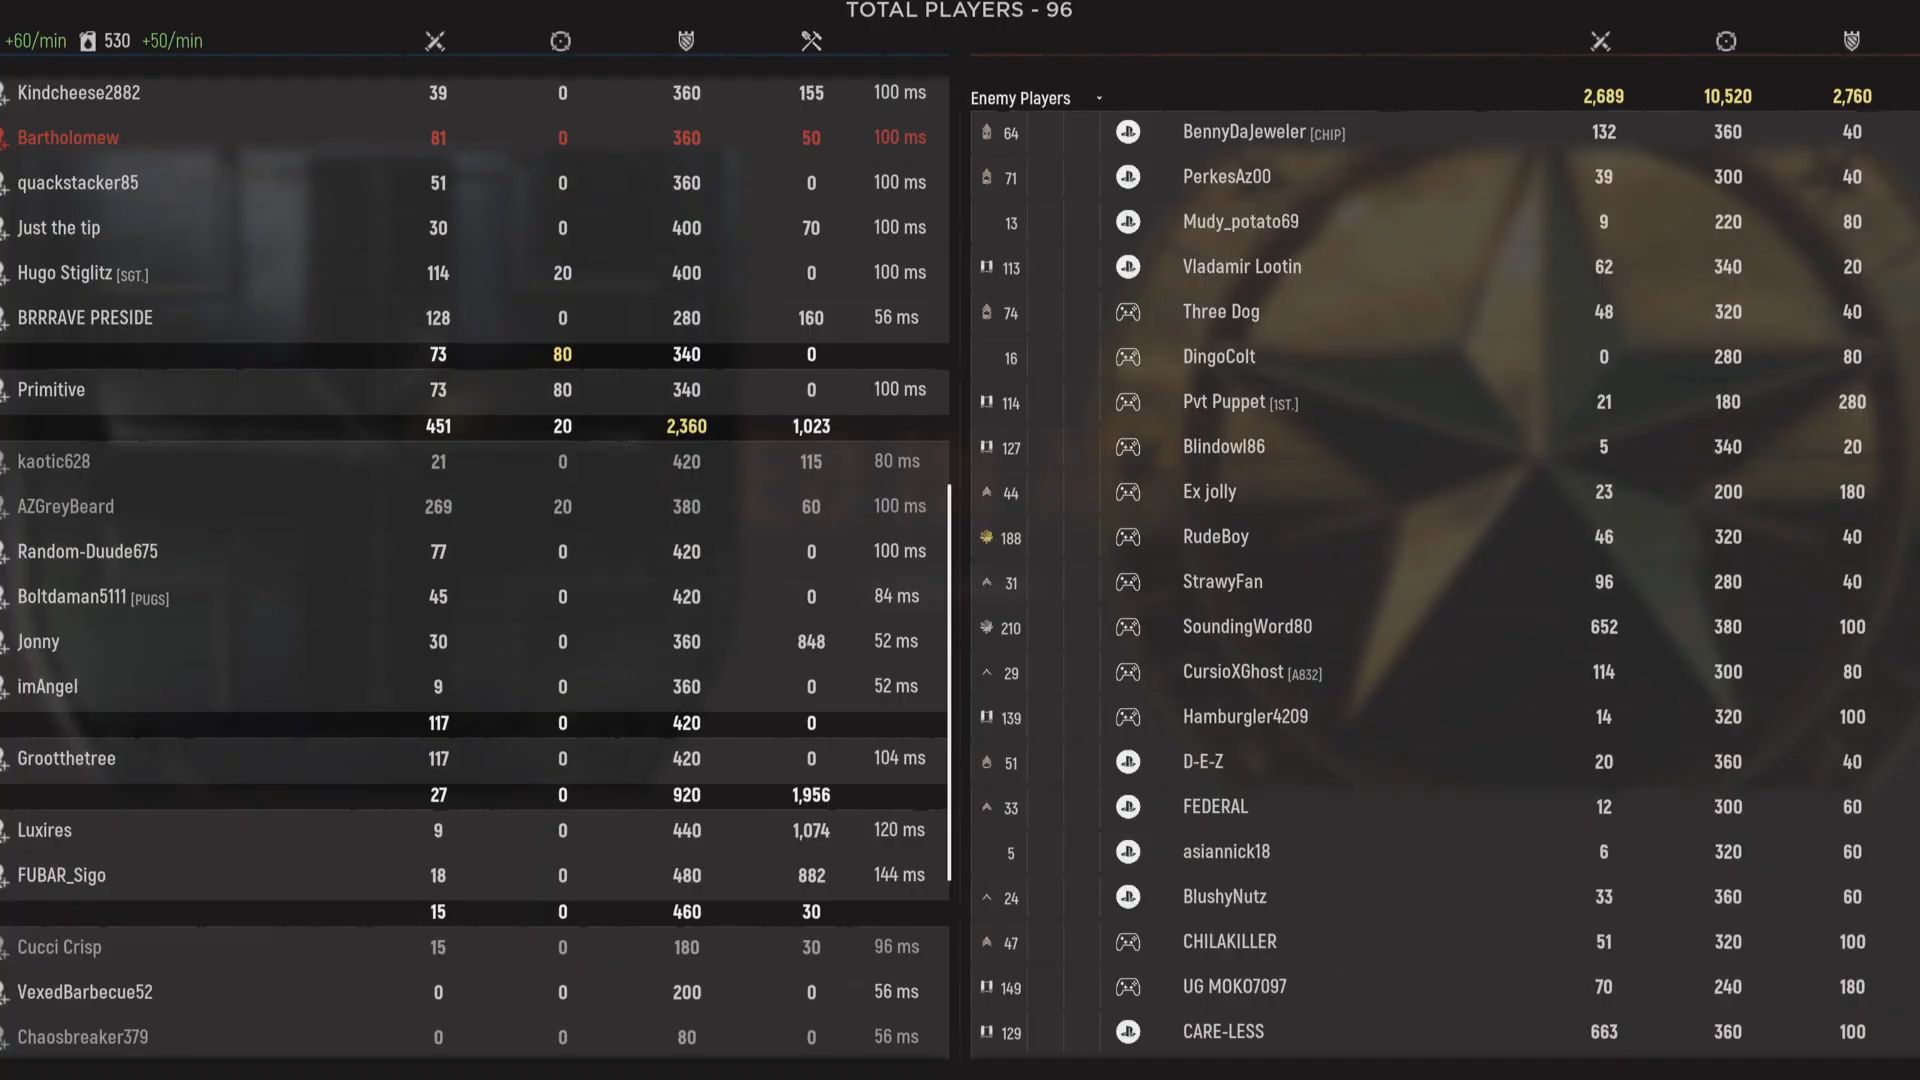 TOTAL PLAYERS - 96
+60/min 530 +50/min
Kindcheese2882 39 0 360 155 100 ms
Bartholomew 81 0 360 50 100 ms
quackstacker85 51 0 360 0 100 ms
Just the tip 30 0 400 70 100 ms
Hugo Stiglitz [SGT.] 114 20 400 0 100 ms
BRRRAVE PRESIDE 128 0 280 160 56 ms
73 80 340 0
Primitive 73 80 340 0 100 ms
451 20 2,360 1,023
kaotic628 21 0 420 115 80 ms
AZGreyBeard 269 20 380 60 100 ms
Random-Duude675 77 0 420 0 100 ms
Boltdaman5111 [PUGS] 45 0 420 0 84 ms
Jonny 30 0 360 848 52 ms
imAngel 9 0 360 0 52 ms
117 0 420 0
Grootthetree 117 0 420 0 104 ms
27 0 920 1,956
Luxires 9 0 440 1,074 120 ms
FUBAR_Sigo 18 0 480 882 144 ms
15 0 460 30
Cucci Crisp 15 0 180 30 96 ms
VexedBarbecue52 0 0 200 0 56 ms
Chaosbreaker379 0 0 80 0 56 ms
Enemy Players 2,689 10,520 2,760
64 BennyDaJeweler [CHIP] 132 360 40
71 PerkesAz00 39 300 40
13 Mudy_potato69 9 220 80
113 Vladamir Lootin 62 340 20
74 Three Dog 48 320 40
16 DingoColt 0 280 80
114 Pvt Puppet [1ST.] 21 180 280
127 Blindowl86 5 340 20
44 Ex jolly 23 200 180
188 RudeBoy 46 320 40
31 StrawyFan 96 280 40
210 SoundingWord80 652 380 100
29 CursioXGhost [A832] 114 300 80
139 Hamburgler4209 14 320 100
51 D-E-Z 20 360 40
33 FEDERAL 12 300 60
5 asiannick18 6 320 60
24 BlushyNutz 33 360 60
47 CHILAKILLER 51 320 100
149 UG MOKO7097 70 240 180
129 CARE-LESS 663 360 100